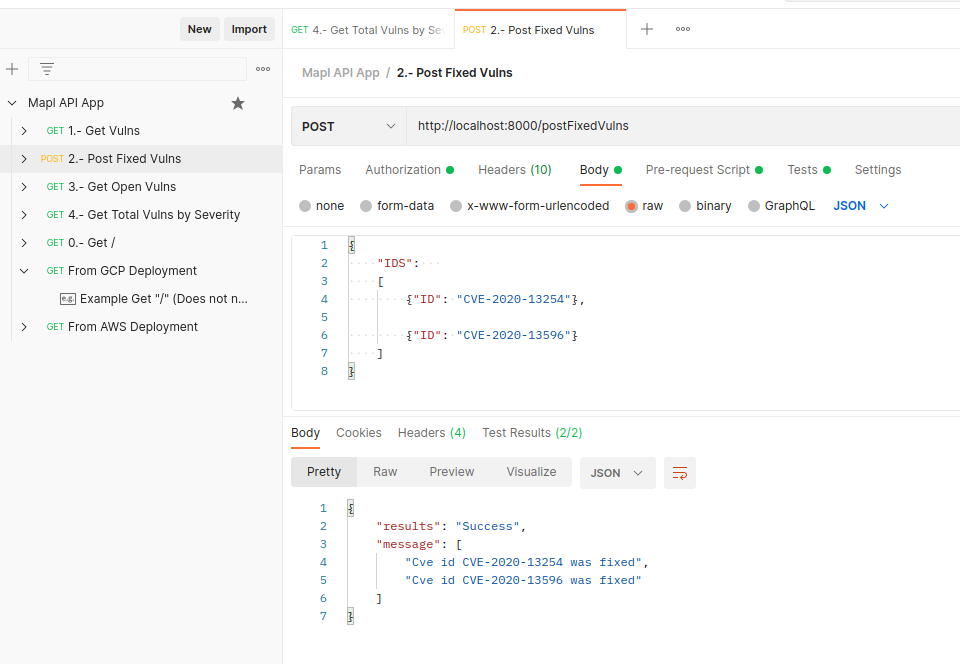 New Import
GET 4.- Get Total Vulns by Se
POST 2.- Post Fixed Vulns
Mapl API App / 2.- Post Fixed Vulns
Mapl API App
GET 1.- Get Vulns
POST 2.- Post Fixed Vulns
GET 3.- Get Open Vulns
GET 4.- Get Total Vulns by Severity
GET 0.- Get /
GET From GCP Deployment
e.g. Example Get "/" (Does not n...
GET From AWS Deployment
POST http://localhost:8000/postFixedVulns
Params Authorization Headers (10) Body Pre-request Script Tests Settings
none form-data x-www-form-urlencoded raw binary GraphQL JSON
1 {
2 "IDS":
3 [
4 {"ID": "CVE-2020-13254"},
5
6 {"ID": "CVE-2020-13596"}
7 ]
8 }
Body Cookies Headers (4) Test Results (2/2)
Pretty Raw Preview Visualize JSON
1 {
2 "results": "Success",
3 "message": [
4 "Cve id CVE-2020-13254 was fixed",
5 "Cve id CVE-2020-13596 was fixed"
6 ]
7 }